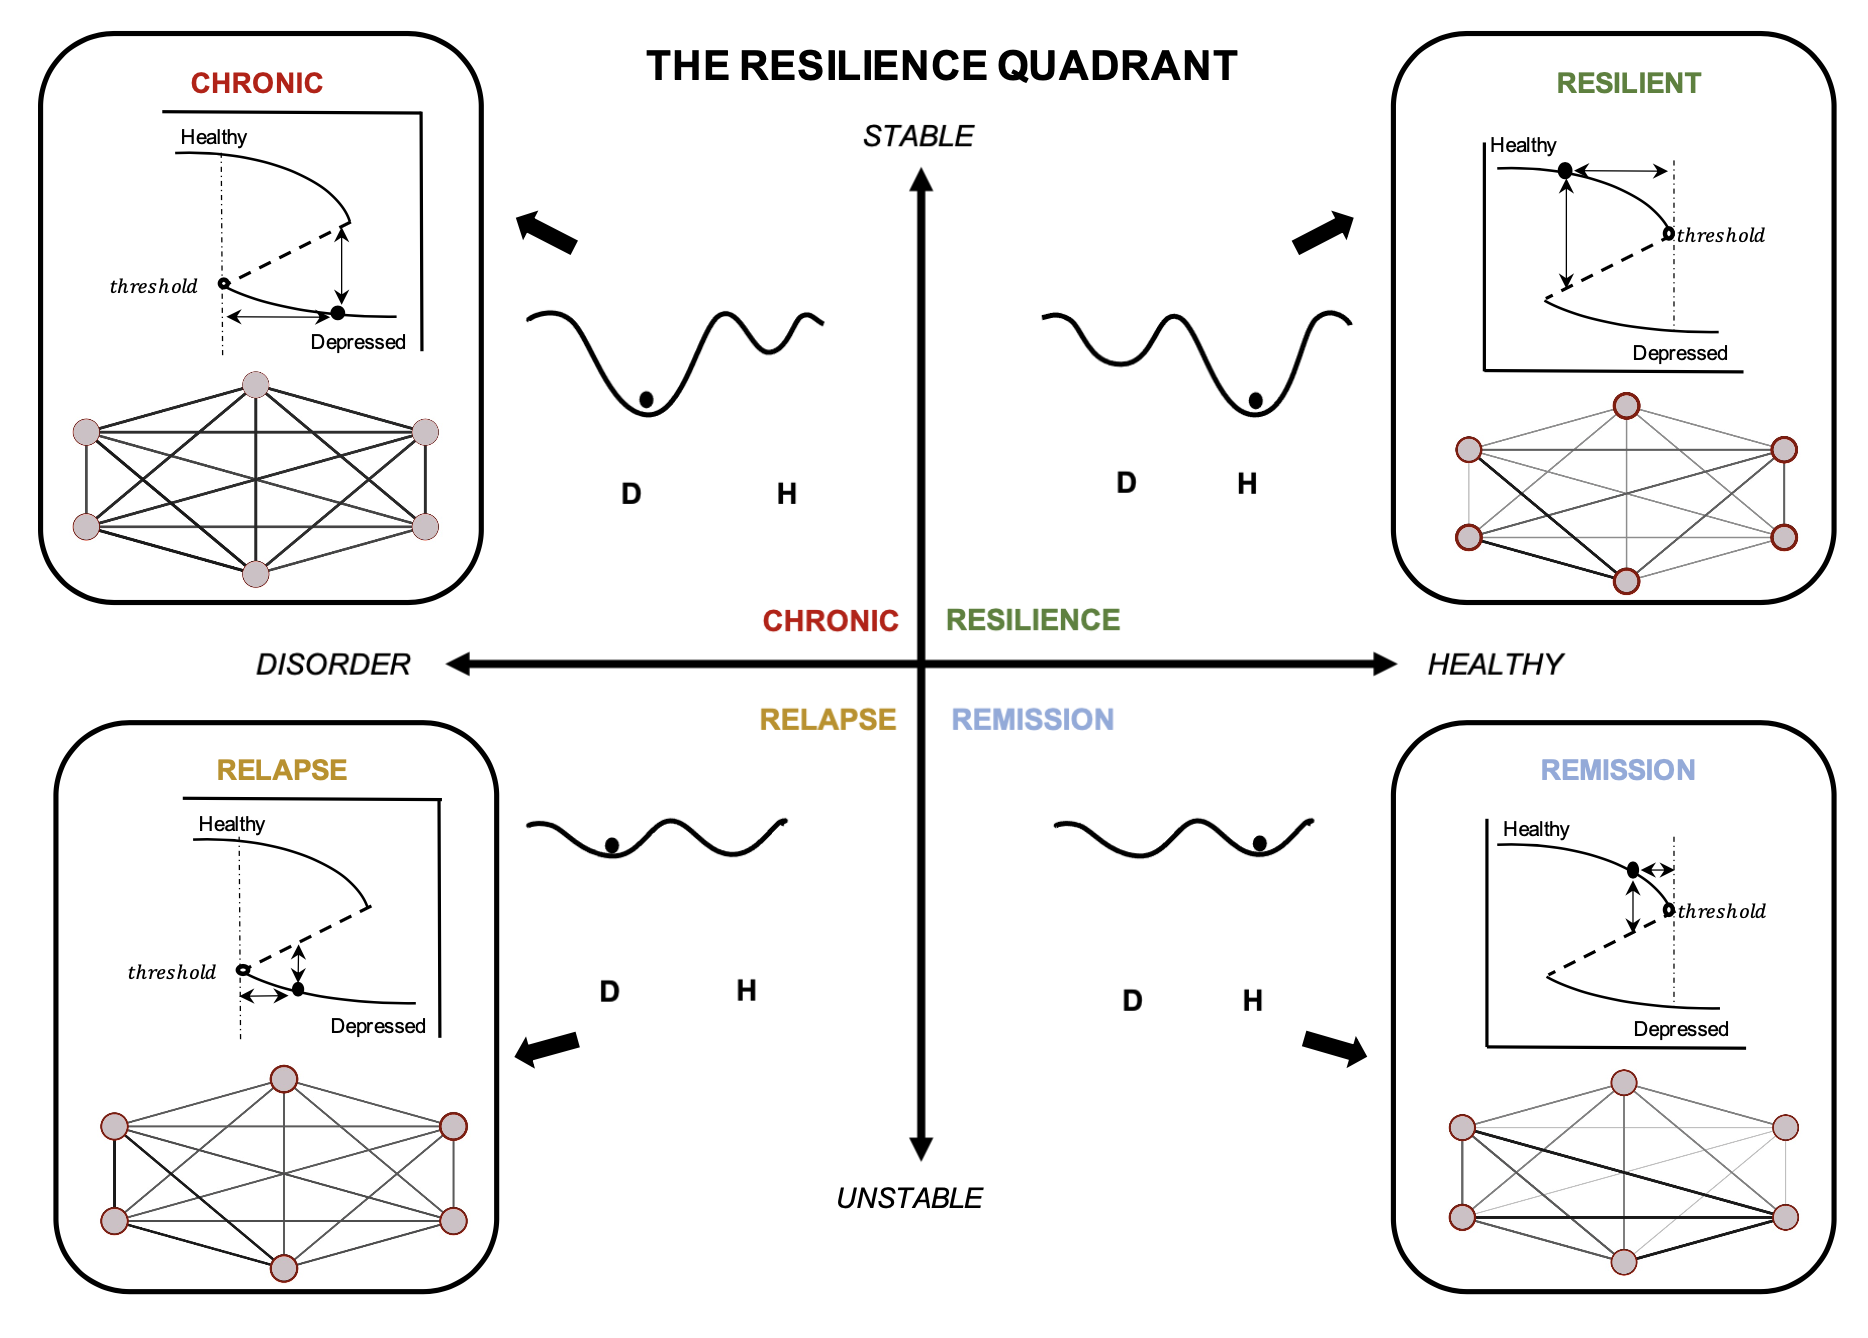 THE RESILIENCE QUADRANT
CHRONIC
Healthy
threshold
Depressed
STABLE
RESILIENT
Healthy
threshold
Depressed
D
H
D
H
CHRONIC
RESILIENCE
DISORDER
HEALTHY
RELAPSE
REMISSION
RELAPSE
Healthy
threshold
Depressed
D
H
D
H
REMISSION
Healthy
threshold
Depressed
UNSTABLE